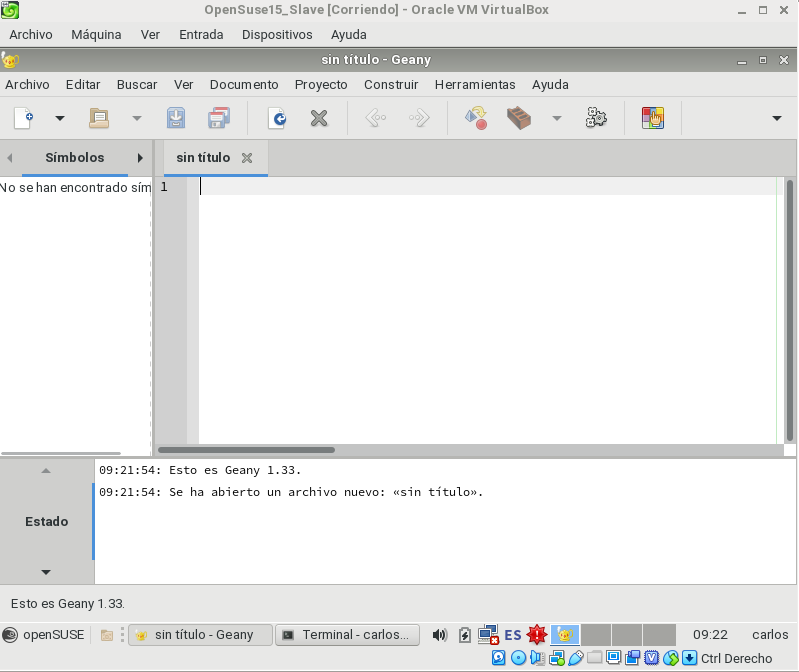 OpenSuse15_Slave [Corriendo] - Oracle VM VirtualBox
Archivo Máquina Ver Entrada Dispositivos Ayuda
sin título - Geany
Archivo Editar Buscar Ver Documento Proyecto Construir Herramientas Ayuda
Símbolos sin título
No se han encontrado sím 1
09:21:54: Esto es Geany 1.33.
09:21:54: Se ha abierto un archivo nuevo: «sin título».
Estado
Esto es Geany 1.33.
openSUSE sin título - Geany Terminal - carlos... ES 09:22 carlos
Ctrl Derecho